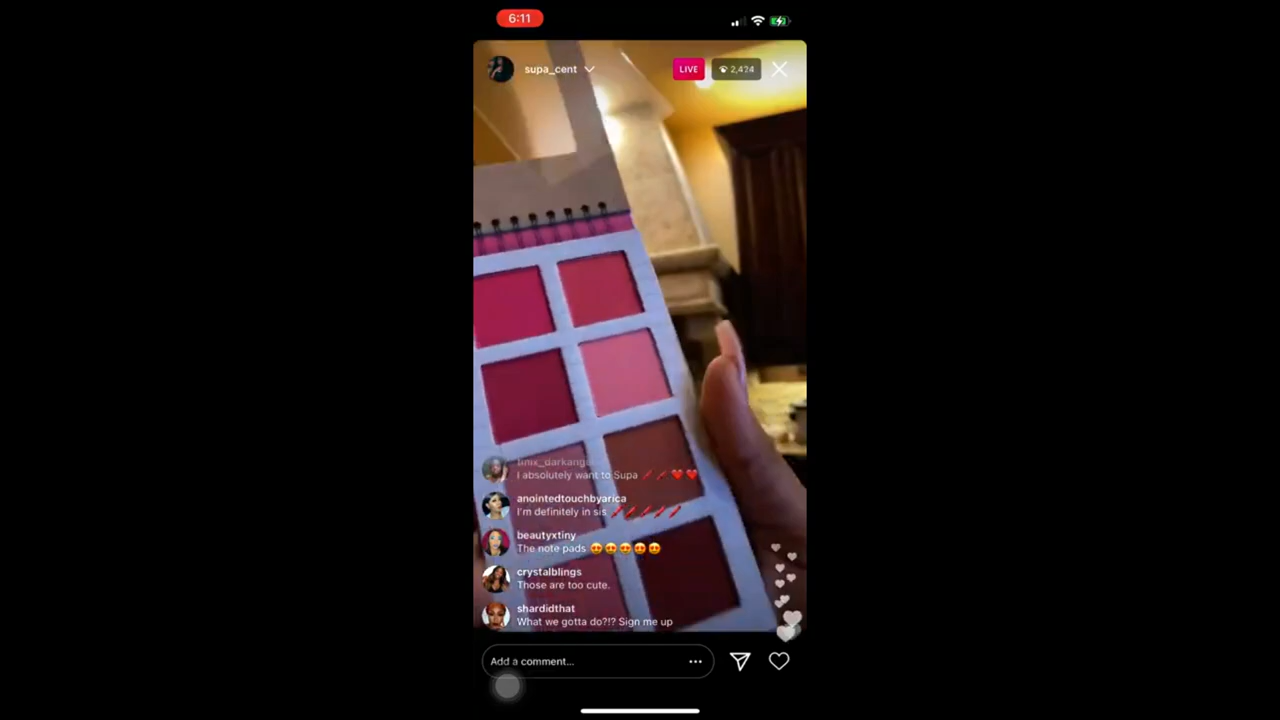 6:11
supa_cent
LIVE
2,424
timx_darkange
I absolutely want to Supa
anointedtouchbyarica
I'm definitely in sis
beautyxtiny
The note pads 😍😍😍😍😍
crystalblings
Those are too cute.
shardidthat
What we gotta do?!? Sign me up
Add a comment...